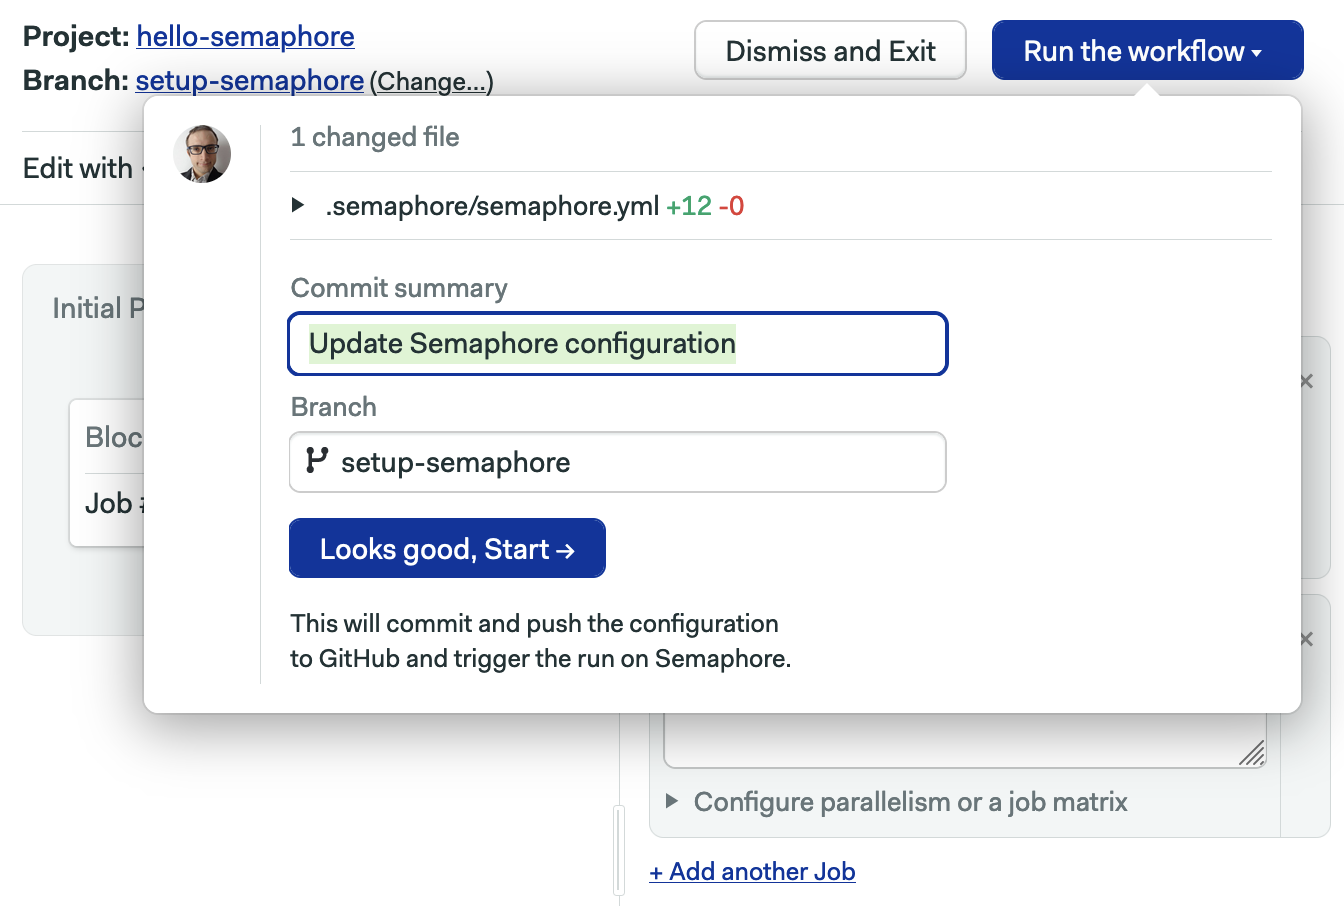 Project: hello-semaphore
Dismiss and Exit
Run the workflow
Branch: setup-semaphore (Change...)
1 changed file
Edit with
.semaphore/semaphore.yml +12 -0
Commit summary
Initial
Update Semaphore configuration
Branch
setup-semaphore
Job
Looks good, Start →
This will commit and push the configuration
to GitHub and trigger the run on Semaphore.
Configure parallelism or a job matrix
+ Add another Job